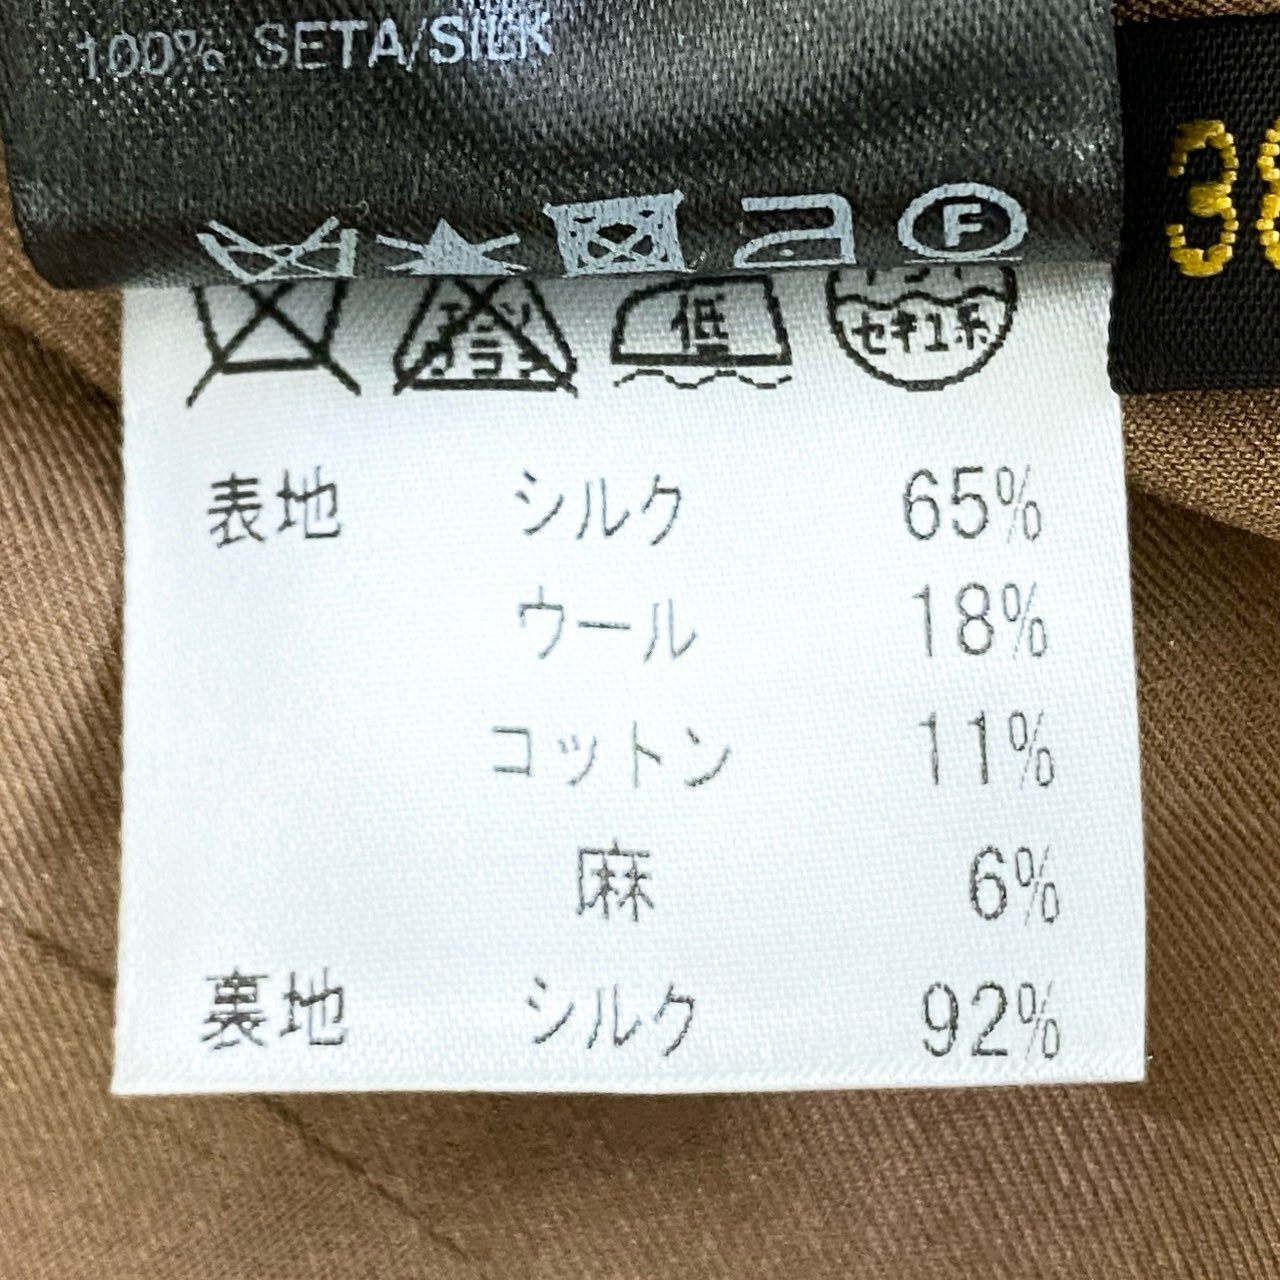 100% SETA/SILK
F
低
セキユ系
表地 シルク 65%
ウール 18%
コットン 11%
麻 6%
裏地 シルク 92%